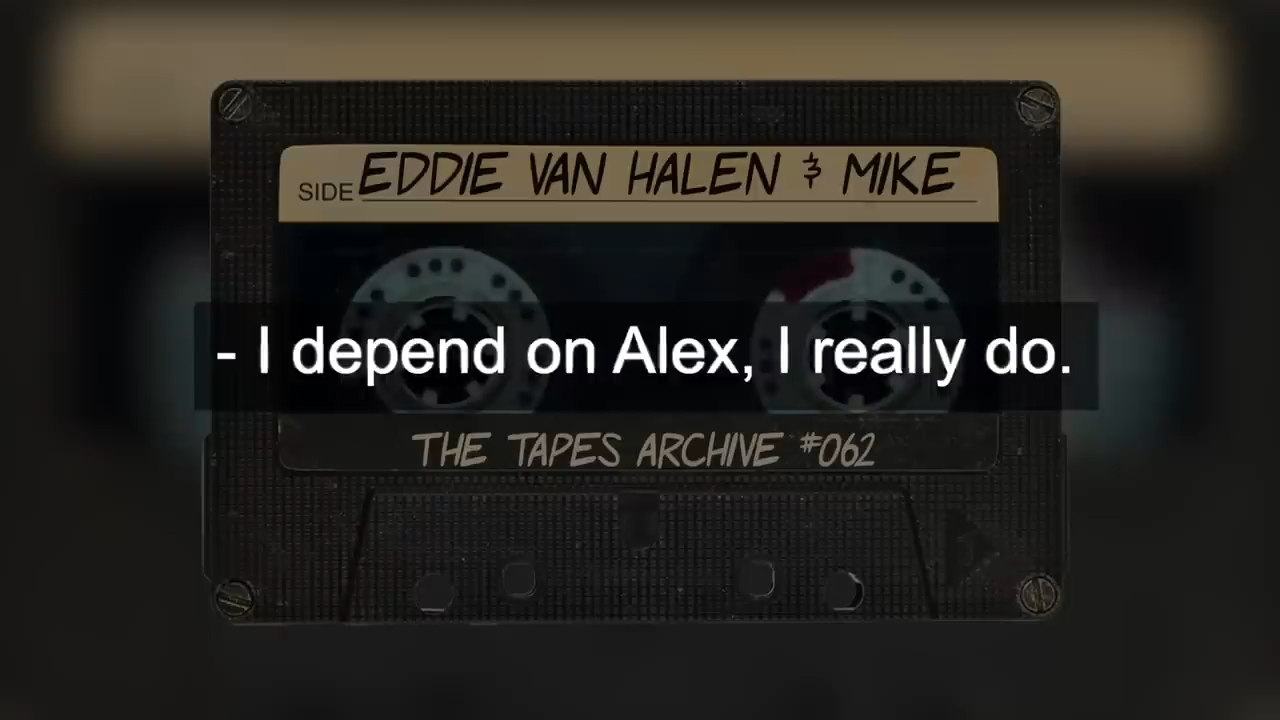 SIDE EDDIE VAN HALEN & MIKE
- I depend on Alex, I really do.
THE TAPES ARCHIVE #062